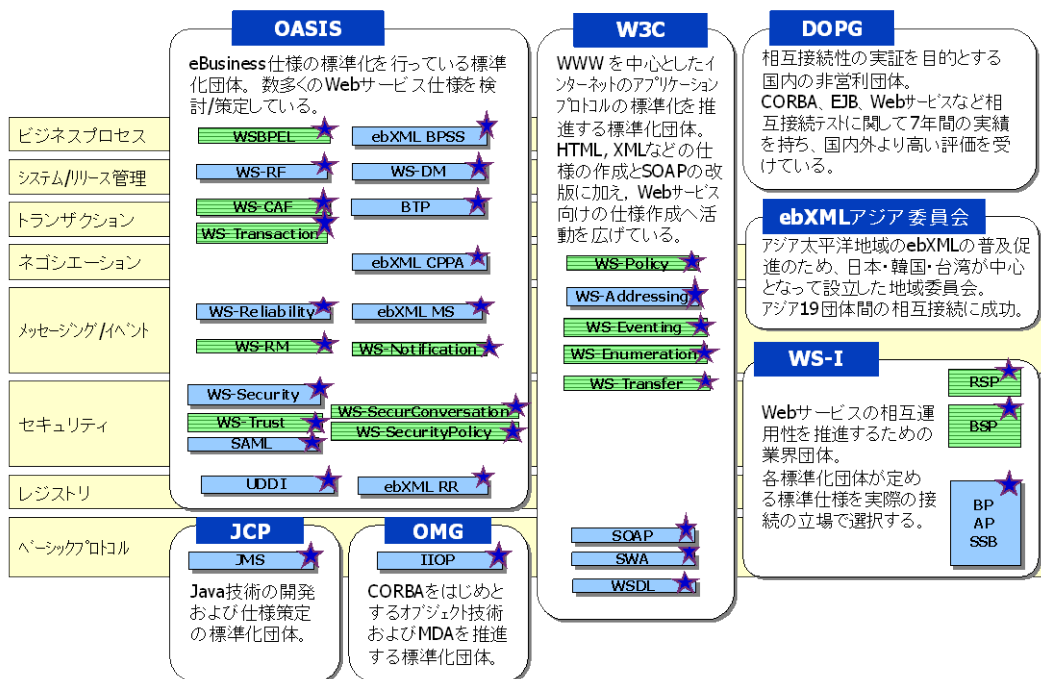 OASIS
eBusiness仕様の標準化を行っている標準
化団体。数多くのWebサービス仕様を検
討/策定している。
W3C
WWWを中心としたイ
ンターネットのアプリケーション
プロトコルの標準化を推
進する標準化団体。
HTML, XMLなどの仕
様の作成とSOAPの改
版に加え, Webサービス
向けの仕様作成へ活
動を広げている。
DOPG
相互接続性の実証を目的とする
国内の非営利団体。
CORBA、EJB、Webサービスなど相
互接続テストに関して7年間の実績
を持ち、国内外より高い評価を受
けている。
ビジネスプロセス
WSBPEL
ebXML BPSS
システム/リリース管理
WS-RF
WS-DM
トランザクション
WS-CAF
BTP
WS-Transaction
ネゴシエーション
ebXML CPPA
WS-Policy
メッセージング/イベント
WS-Reliability
ebXML MS
WS-RM
WS-Notification
WS-Addressing
WS-Eventing
WS-Enumeration
WS-Transfer
ebXMLアジア委員会
アジア太平洋地域のebXMLの普及促
進のため、日本・韓国・台湾が中心
となって設立した地域委員会。
アジア19団体間の相互接続に成功。
セキュリティ
WS-Security
WS-Trust
WS-SecurConversation
WS-SecurityPolicy
SAML
レジストリ
UDDI
ebXML RR
WS-I
RSP
BSP
Webサービスの相互運
用性を推進するための
業界団体。
各標準化団体が定め
る標準仕様を実際の接
続の立場で選択する。
BP
AP
SSB
ベーシックプロトコル
JCP
JMS
Java技術の開発
および仕様策定
の標準化団体。
OMG
IIOP
CORBAをはじめと
するオブジェクト技術
およびMDAを推進
する標準化団体。
SOAP
SWA
WSDL